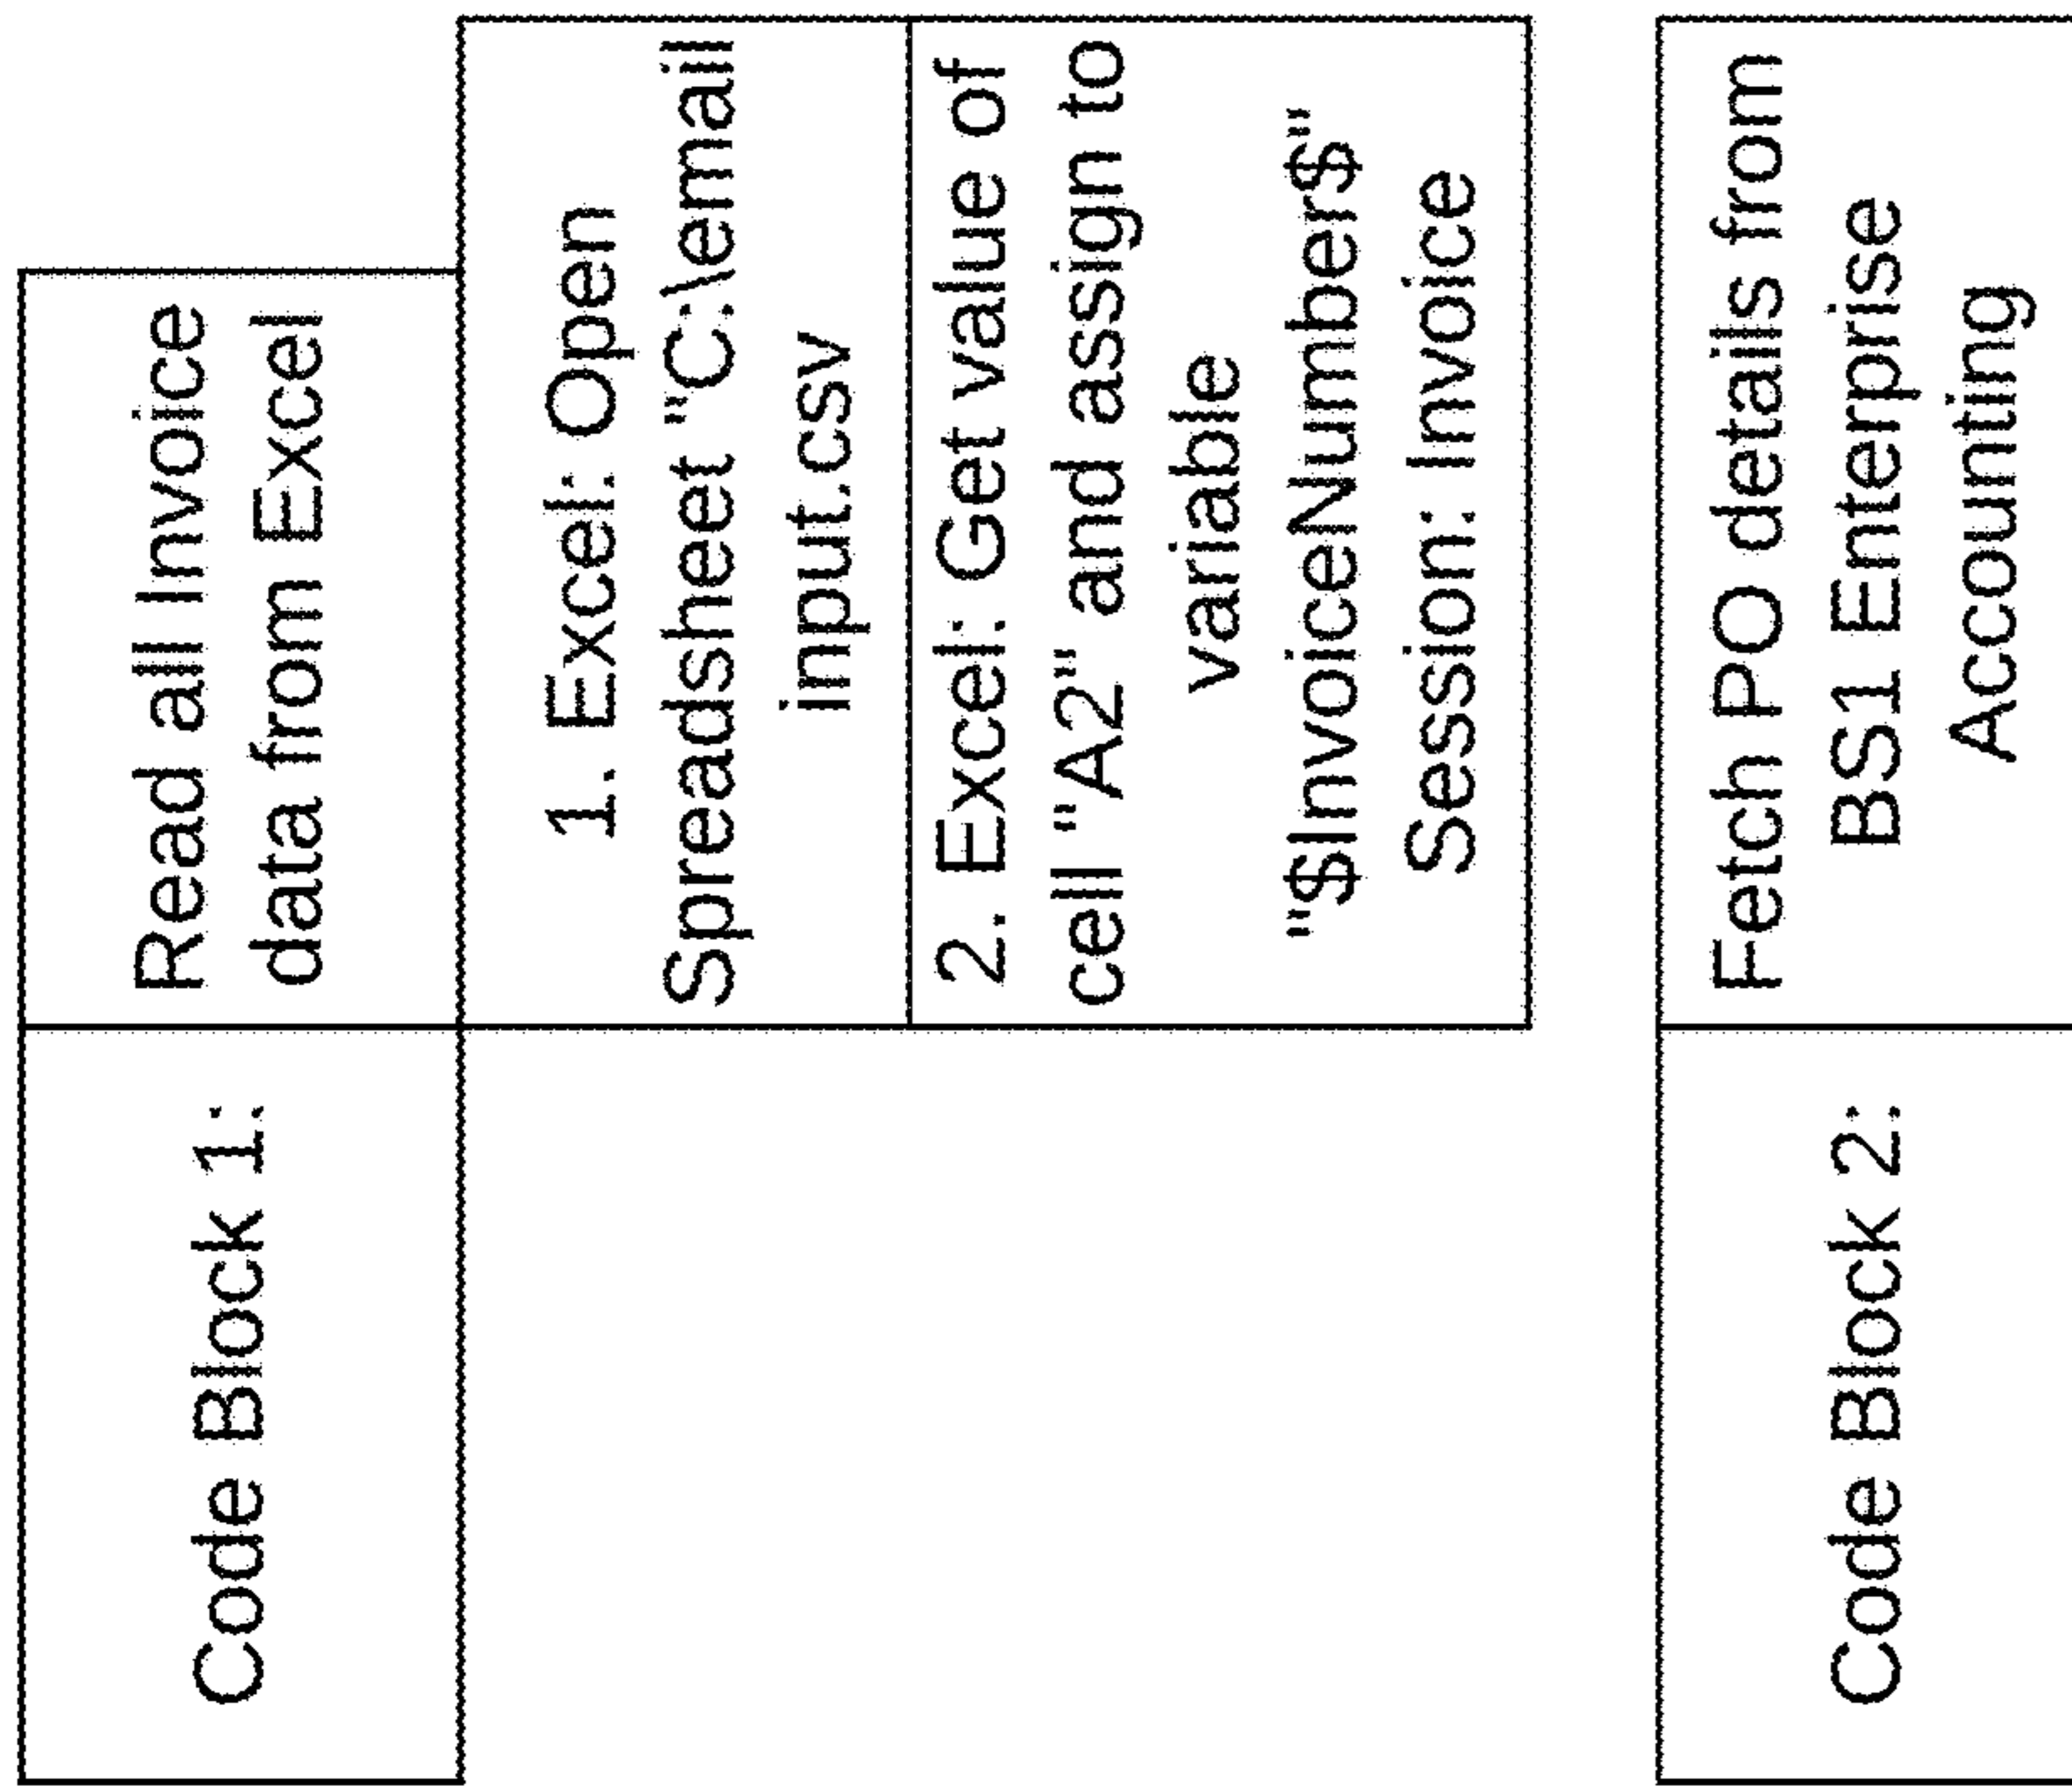 Code Block 1:
Read all Invoice
data from Excel
1. Excel: Open
Spreadsheet "C:\email
input.csv
2. Excel: Get value of
cell "A2" and assign to
variable
"$InvoiceNumber$"
Session: Invoice
Code Block 2:
Fetch PO details from
BS1 Enterprise
Accounting